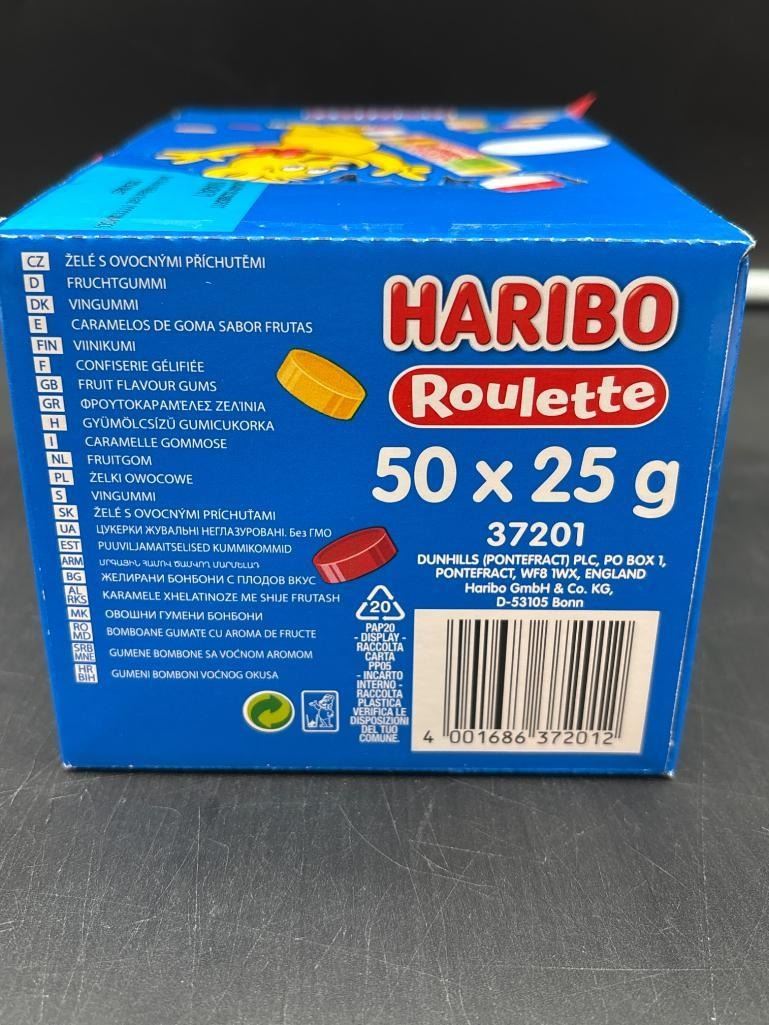 CZ ŽELÉ S OVOCNÝMI PŘÍCHUTĚMI
D FRUCHTGUMMI
DK VINGUMMI
E CARAMELOS DE GOMA SABOR FRUTAS
FIN VIINIKUMI
F CONFISERIE GÉLIFIÉE
GB FRUIT FLAVOUR GUMS
GR ΦΡΟΥΤΟΚΑΡΑΜΈΛΕΣ ΖΕΛΊΝΙΑ
H GYÜMÖLCSÍZŰ GUMICUKORKA
I CARAMELLE GOMMOSE
NL FRUITGOM
PL ŻELKI OWOCOWE
S VINGUMMI
SK ŽELÉ S OVOCNÝMI PRÍCHUŤAMI
UA ЦУКЕРКИ ЖУВАЛЬНІ НЕГЛАЗУРОВАНІ. Без ГМО
EST PUUVILJAMAITSELISED KUMMIKOMMID
ARM
BG ЖЕЛИРАНИ БОНБОНИ С ПЛОДОВ ВКУС
AL RKS KARAMELE XHELATINOZE ME SHIJE FRUTASH
MK ОВОШНИ ГУМЕНИ БОНБОНИ
RO MD BOMBOANE GUMATE CU AROMA DE FRUCTE
SRB MNE GUMENE BOMBONE SA VOĆNOM AROMOM
HR BIH GUMENI BOMBONI VOĆNOG OKUSA
HARIBO
Roulette
50 x 25 g
37201
DUNHILLS (PONTEFRACT) PLC, PO BOX 1,
PONTEFRACT, WF8 1WX, ENGLAND
Haribo GmbH & Co. KG,
D-53105 Bonn
20
PAP20
- DISPLAY -
RACCOLTA
CARTA
PP05
- INCARTO
INTERNO -
RACCOLTA
PLASTICA
VERIFICA LE
DISPOSIZIONI
DEL TUO
COMUNE.
4 001686 372012